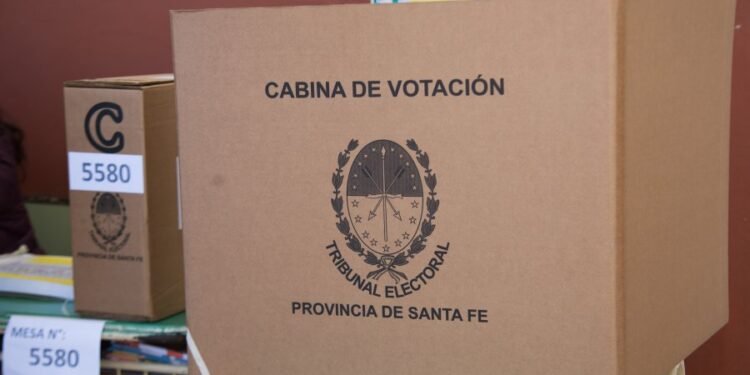 CABINA DE VOTACIÓN
TRIBUNAL ELECTORAL
PROVINCIA DE SANTA FE
C
5580
PROVINCIA DE SANTA FE
MESA N°:
5580